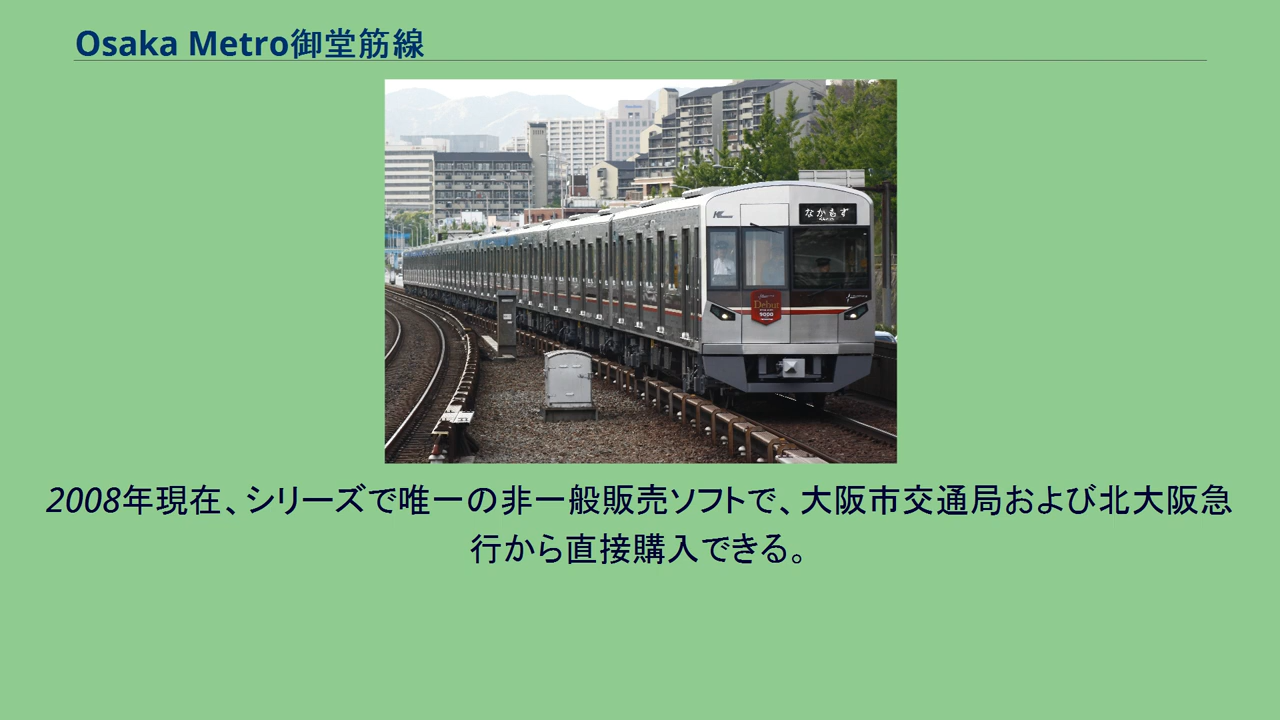 Osaka Metro御堂筋線
なかもず
Debut
9000
2008年現在、シリーズで唯一の非一般販売ソフトで、大阪市交通局および北大阪急
行から直接購入できる。